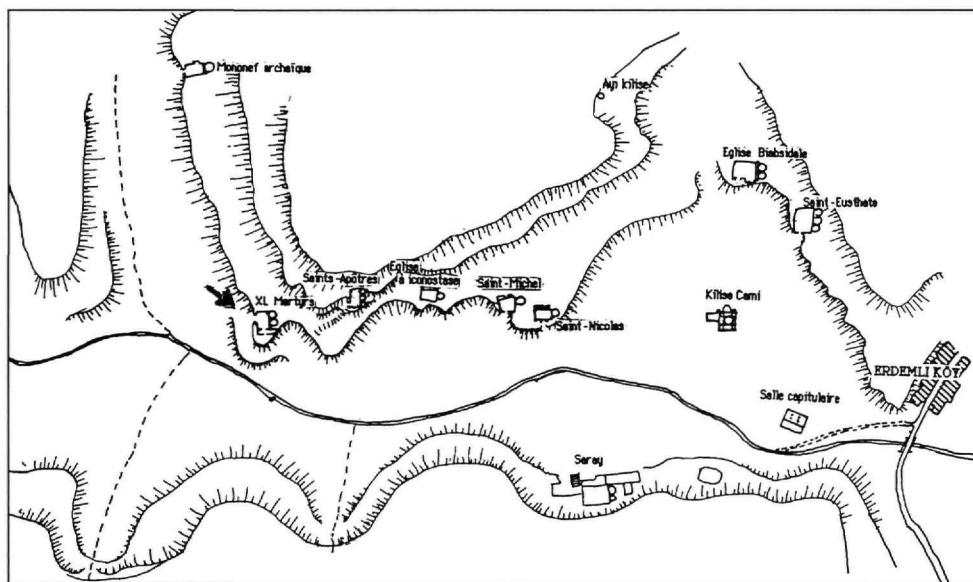 Mononef archaïque
Ayn kilise
Eglise Biabsidale
Saint-Eusthate
Saints-Apôtres
Eglise
à iconostase
Saint-Michel
XL Martyrs
Saint-Nicolas
Kilise Cami
ERDEMLI KÖY
Salle capitulaire
Saray